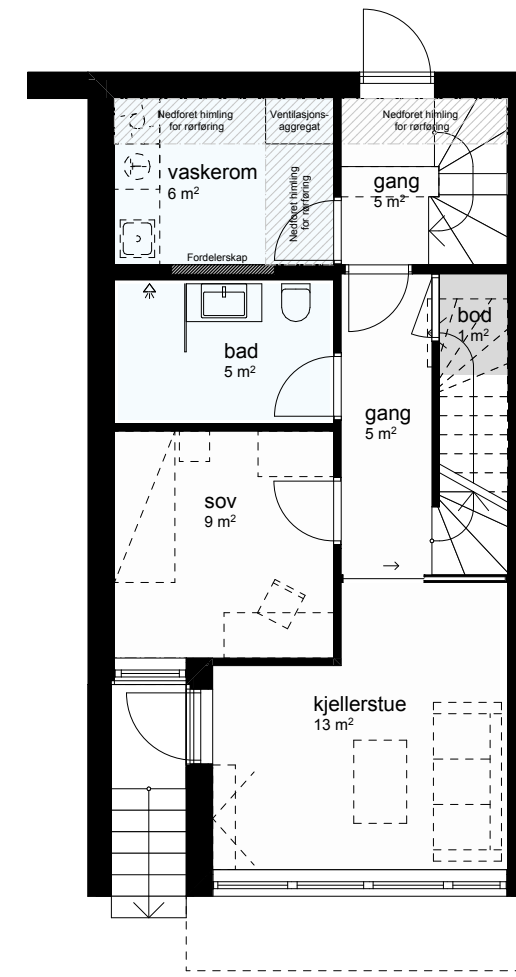 Nedforet himling
for rørføring
Ventilasjons-
aggregat
Nedforet himling
for rørføring
vaskerom
6 m²
Nedforet himling
for rørføring
gang
5 m²
Fordelerskap
bad
5 m²
bod
1 m²
gang
5 m²
sov
9 m²
kjellerstue
13 m²